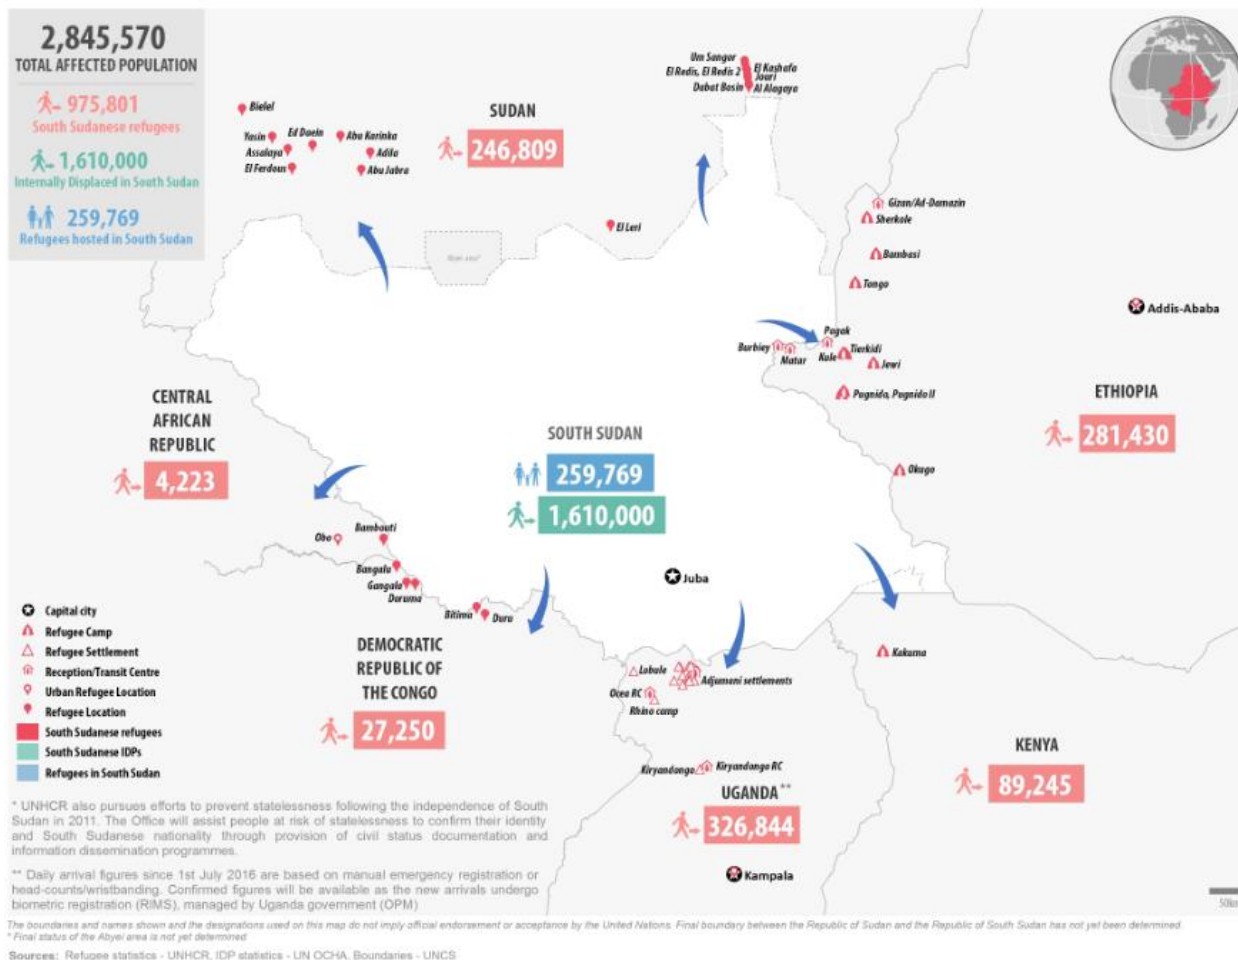 2,845,570
TOTAL AFFECTED POPULATION
975,801
South Sudanese refugees
1,610,000
Internally Displaced in South Sudan
259,769
Refugees hosted in South Sudan
Bielel
Yasin
Ed Daein
Abu Karinka
Assalaya
Adila
El Ferdous
Abu Jabra
SUDAN
246,809
Um Sangor
El Kashafa
El Redis, El Redis 2
Jouri
Dabat Bosin
Al Alagaya
El Leri
Gizan/Ad-Damazin
Sherkole
Bambasi
Tongo
Addis-Ababa
Pagak
Burbiey
Matar
Kule
Tierkidi
Jewi
Pugnido, Pugnido II
ETHIOPIA
281,430
Okugo
CENTRAL
AFRICAN
REPUBLIC
4,223
SOUTH SUDAN
259,769
1,610,000
Obo
Bambouti
Bangalu
Gangala
Doruma
Bitima
Duru
Juba
DEMOCRATIC
REPUBLIC OF
THE CONGO
27,250
Lobule
Adjumani settlements
Ocea RC
Rhino camp
Kiryandongo
Kiryandongo RC
UGANDA **
326,844
Kampala
Kakuma
KENYA
89,245
Capital city
Refugee Camp
Refugee Settlement
Reception/Transit Centre
Urban Refugee Location
Refugee Location
South Sudanese refugees
South Sudanese IDPs
Refugees in South Sudan
* UNHCR also pursues efforts to prevent statelessness following the independence of South
Sudan in 2011. The Office will assist people at risk of statelessness to confirm their identity
and South Sudanese nationality through provision of civil status documentation and
information dissemination programmes.
** Daily arrival figures since 1st July 2016 are based on manual emergency registration or
head-counts/wristbanding. Confirmed figures will be available as the new arrivals undergo
biometric registration (RIMS), managed by Uganda government (OPM)
50km
The boundaries and names shown and the designations used on this map do not imply official endorsement or acceptance by the United Nations. Final boundary between the Republic of Sudan and the Republic of South Sudan has not yet been determined.
* Final status of the Abyei area is not yet determined
Sources: Refugee statistics - UNHCR, IDP statistics - UN OCHA, Boundaries - UNCS